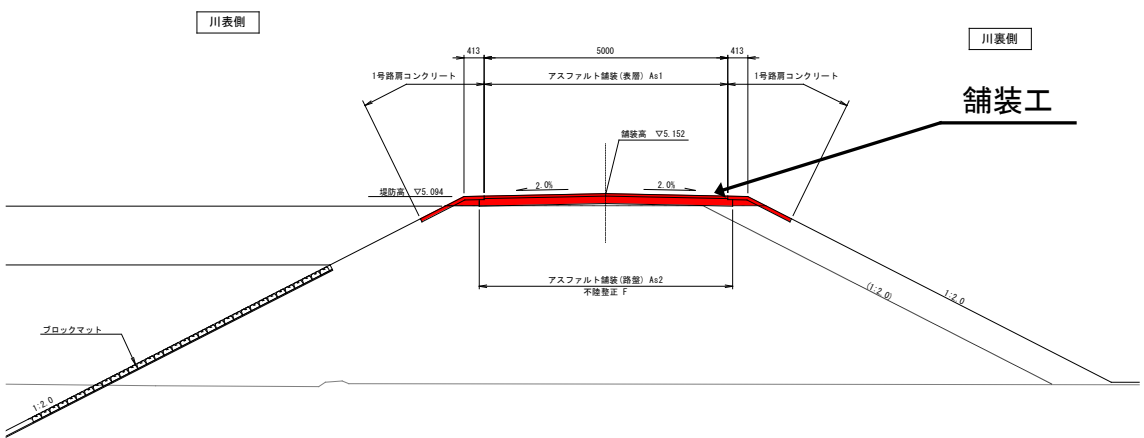 川表側
川裏側
413
5000
413
1号路肩コンクリート
アスファルト舗装(表層) As1
1号路肩コンクリート
舗装工
舗装高 ▽5.152
2.0%
2.0%
堤防高 ▽5.094
アスファルト舗装(路盤) As2
不陸整正 F
(1:2.0)
1:2.0
ブロックマット
1:2.0